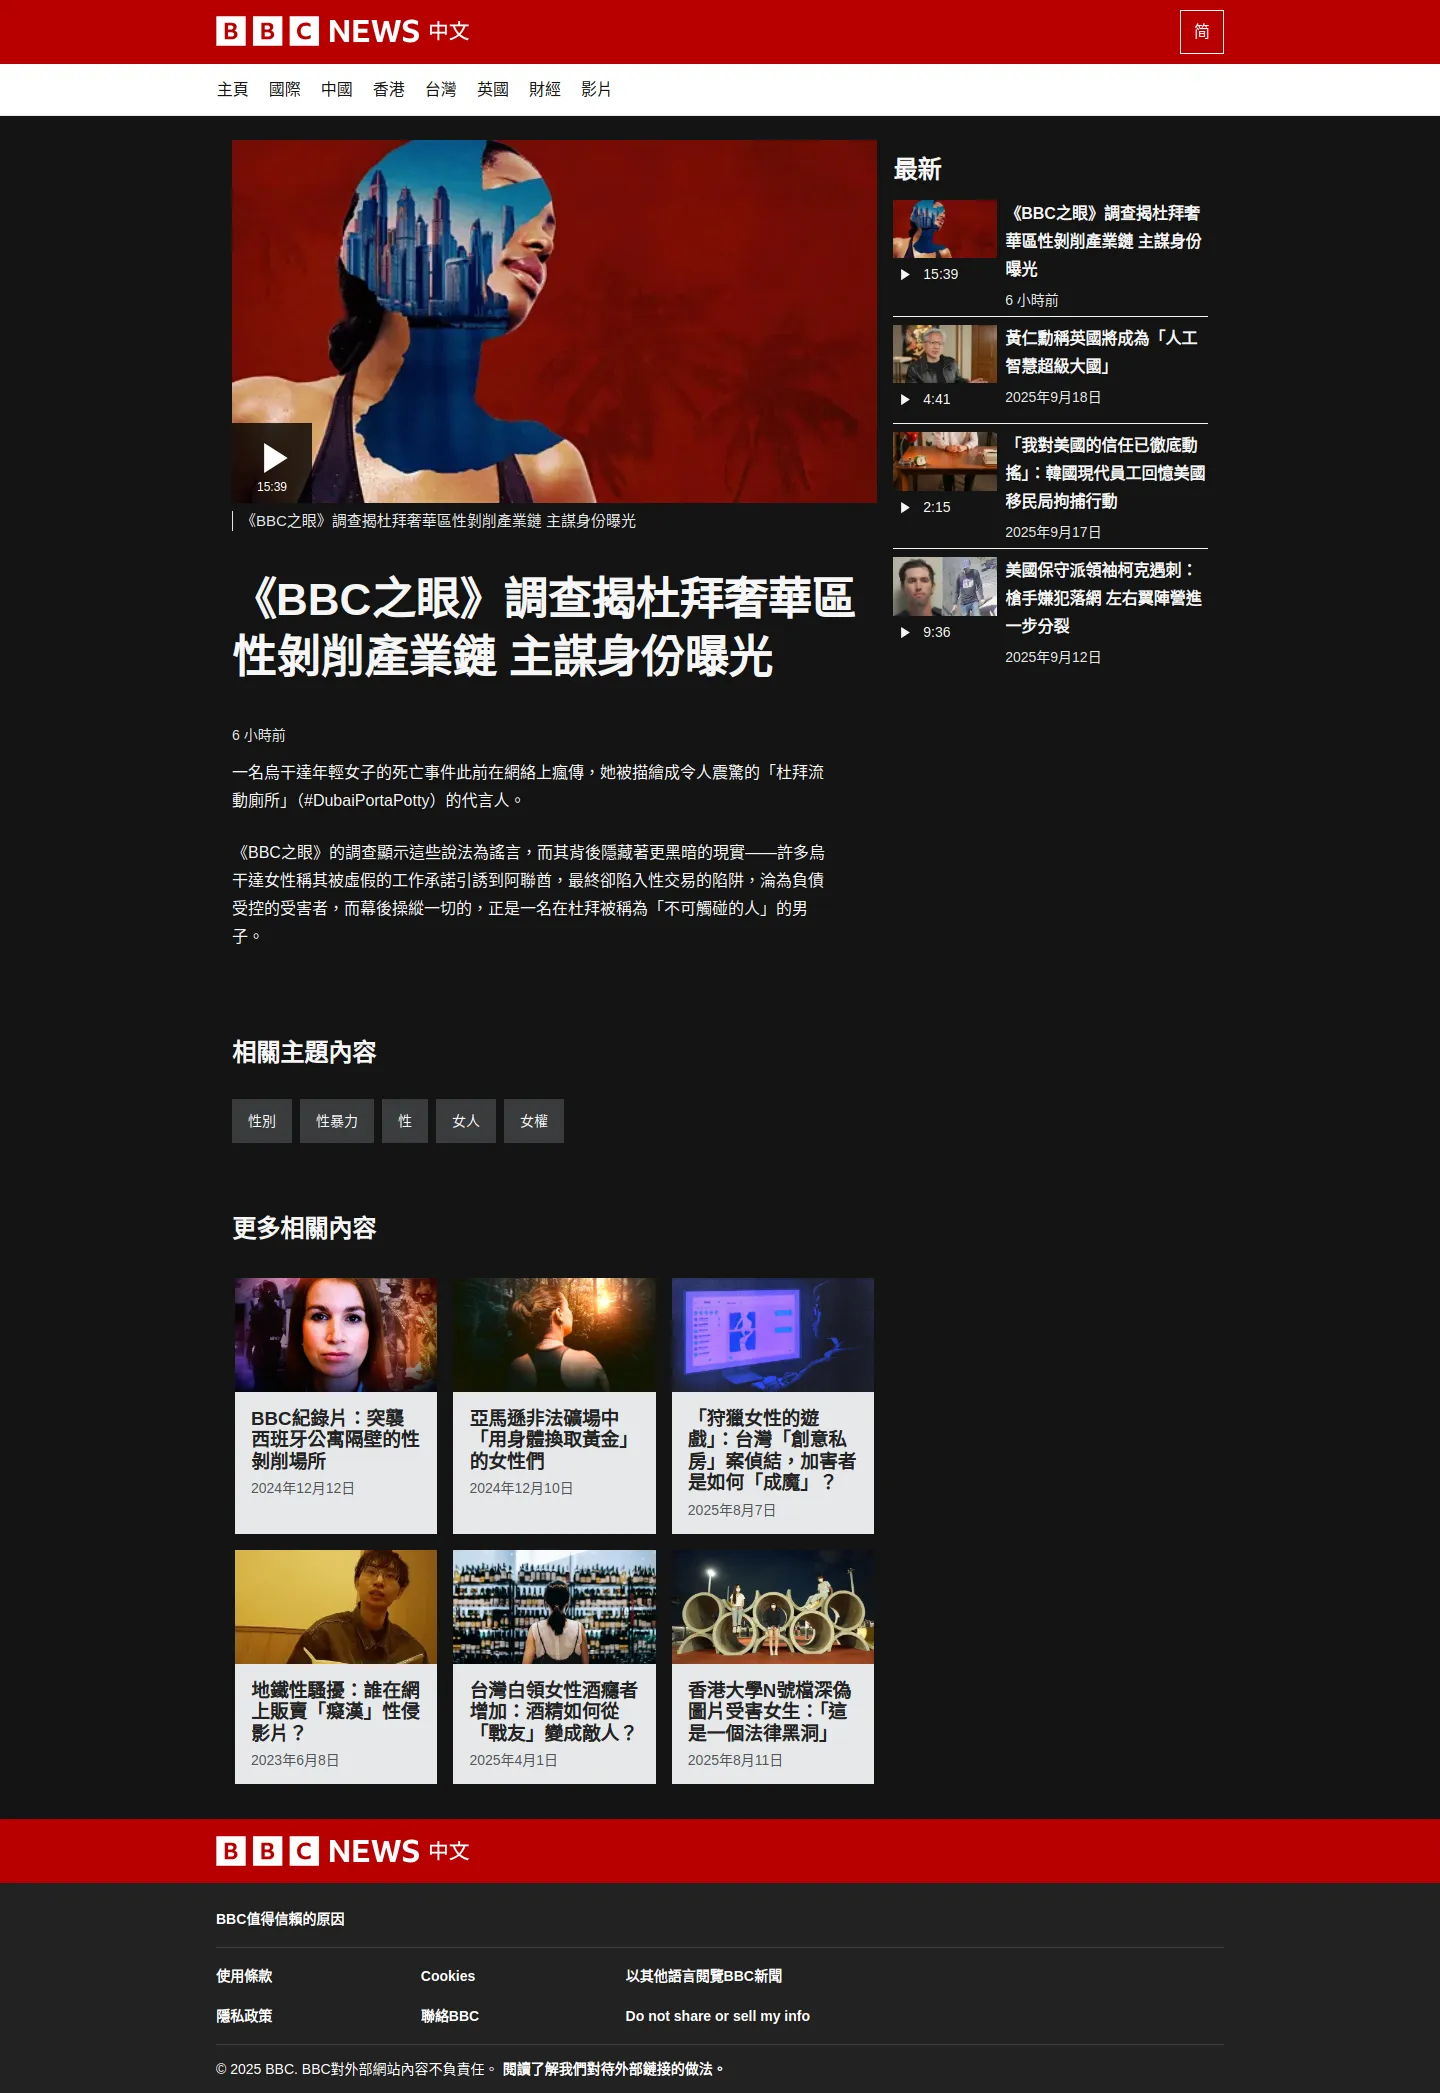 BBC NEWS 中文
简
主頁 國際 中國 香港 台灣 英國 財經 影片
15:39
《BBC之眼》調查揭杜拜奢華區性剝削產業鏈 主謀身份曝光
《BBC之眼》調查揭杜拜奢華區
性剝削產業鏈 主謀身份曝光
6 小時前
一名烏干達年輕女子的死亡事件此前在網絡上瘋傳，她被描繪成令人震驚的「杜拜流
動廁所」（#DubaiPortaPotty）的代言人。
《BBC之眼》的調查顯示這些說法為謠言，而其背後隱藏著更黑暗的現實——許多烏
干達女性稱其被虛假的工作承諾引誘到阿聯酋，最終卻陷入性交易的陷阱，淪為負債
受控的受害者，而幕後操縱一切的，正是一名在杜拜被稱為「不可觸碰的人」的男
子。
最新
《BBC之眼》調查揭杜拜奢
華區性剝削產業鏈 主謀身份
曝光
15:39
6 小時前
黃仁勳稱英國將成為「人工
智慧超級大國」
4:41
2025年9月18日
「我對美國的信任已徹底動
搖」：韓國現代員工回憶美國
移民局拘捕行動
2:15
2025年9月17日
美國保守派領袖柯克遇刺：
槍手嫌犯落網 左右翼陣營進
一步分裂
9:36
2025年9月12日
相關主題內容
性別 性暴力 性 女人 女權
更多相關內容
BBC紀錄片：突襲
西班牙公寓隔壁的性
剝削場所
2024年12月12日
亞馬遜非法礦場中
「用身體換取黃金」
的女性們
2024年12月10日
「狩獵女性的遊
戲」：台灣「創意私
房」案偵結，加害者
是如何「成魔」？
2025年8月7日
地鐵性騷擾：誰在網
上販賣「癡漢」性侵
影片？
2023年6月8日
台灣白領女性酒癮者
增加：酒精如何從
「戰友」變成敵人？
2025年4月1日
香港大學N號檔深偽
圖片受害女生：「這
是一個法律黑洞」
2025年8月11日
BBC NEWS 中文
BBC值得信賴的原因
使用條款 Cookies 以其他語言閱覽BBC新聞
隱私政策 聯絡BBC Do not share or sell my info
© 2025 BBC. BBC對外部網站內容不負責任。 閱讀了解我們對待外部鏈接的做法。